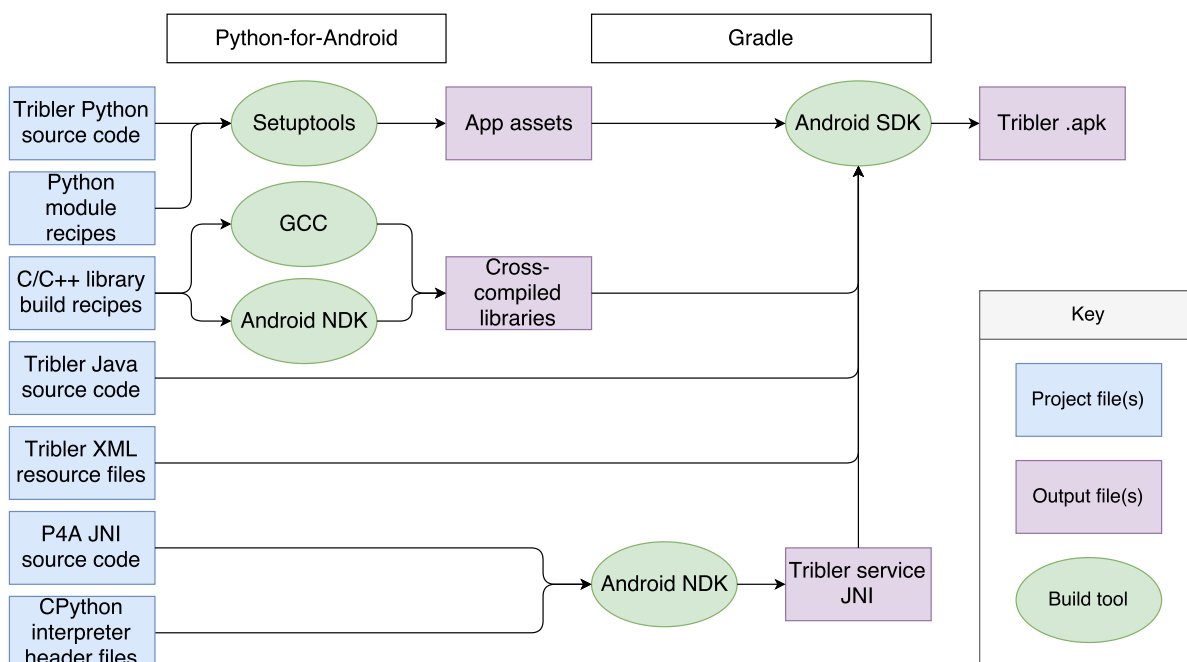 Python-for-Android
Gradle
Tribler Python
source code
Setuptools
App assets
Android SDK
Tribler .apk
Python
module
recipes
GCC
C/C++ library
build recipes
Android NDK
Cross-
compiled
libraries
Tribler Java
source code
Tribler XML
resource files
P4A JNI
source code
CPython
interpreter
header files
Android NDK
Tribler service
JNI
Key
Project file(s)
Output file(s)
Build tool